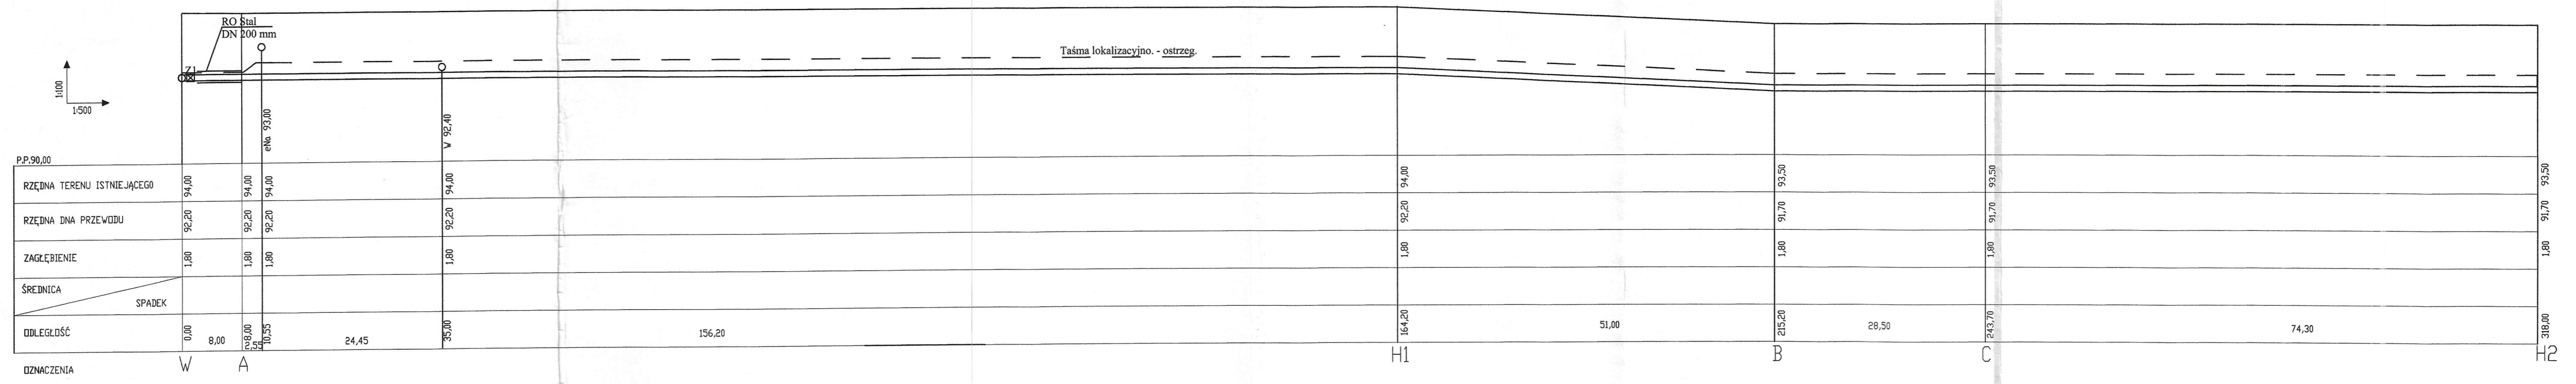 RO Stal
DN 200 mm
Z1
Taśma lokalizacyjno. - ostrzeg.
1:100
1:500
eNa 93,00
W 92,40
P.P.90,00
RZĘDNA TERENU ISTNIEJĄCEGO 94,00 94,00 94,00 94,00 94,00 93,50 93,50 93,50
RZĘDNA DNA PRZEWODU 92,20 92,20 92,20 92,20 92,20 91,70 91,70 91,70
ZAGŁĘBIENIE 1,80 1,80 1,80 1,80 1,80 1,80 1,80 1,80
ŚREDNICA
SPADEK
ODLEGŁOŚĆ 0,00 8,00 8,00 2,55 10,55 24,45 35,00 156,20 164,20 51,00 215,20 28,50 243,70 74,30 318,00
W A H1 B C H2
OZNACZENIA